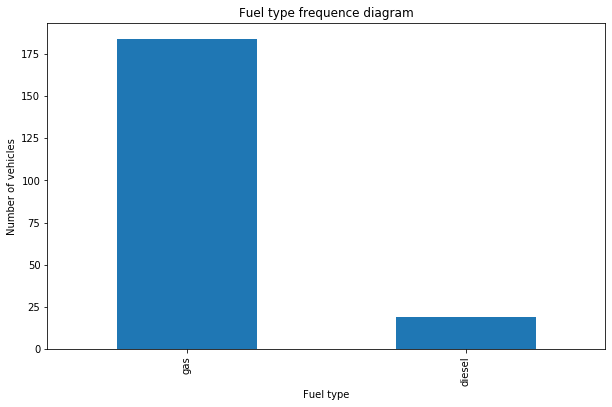 Fuel type frequence diagram
Number of vehicles
175
150
125
100
75
50
25
0
gas
diesel
Fuel type